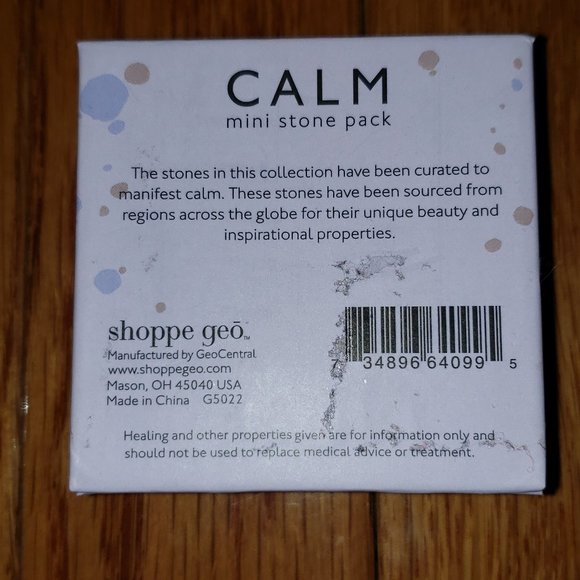 CALM
mini stone pack
The stones in this collection have been curated to
manifest calm. These stones have been sourced from
regions across the globe for their unique beauty and
inspirational properties.
shoppe geō™
Manufactured by GeoCentral
www.shoppegeo.com
Mason, OH 45040 USA
Made in China G5022
7 34896 64099 5
Healing and other properties given are for information only and
should not be used to replace medical advice or treatment.